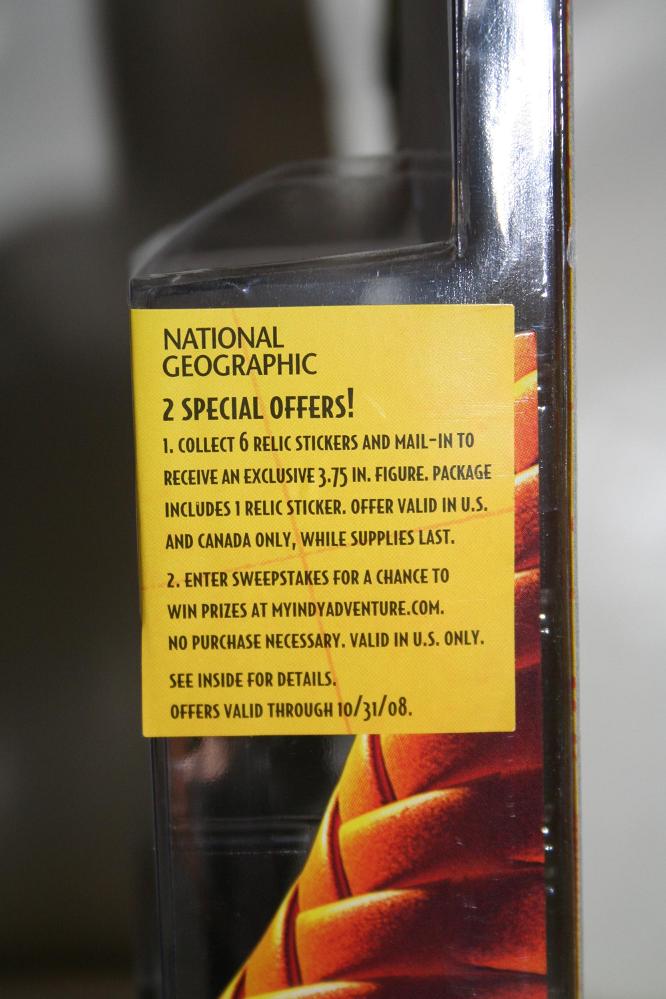 NATIONAL
GEOGRAPHIC
2 SPECIAL OFFERS!
1. COLLECT 6 RELIC STICKERS AND MAIL-IN TO
RECEIVE AN EXCLUSIVE 3.75 IN. FIGURE. PACKAGE
INCLUDES 1 RELIC STICKER. OFFER VALID IN U.S.
AND CANADA ONLY, WHILE SUPPLIES LAST.
2. ENTER SWEEPSTAKES FOR A CHANCE TO
WIN PRIZES AT MYINDYADVENTURE.COM.
NO PURCHASE NECESSARY. VALID IN U.S. ONLY.
SEE INSIDE FOR DETAILS.
OFFERS VALID THROUGH 10/31/08.